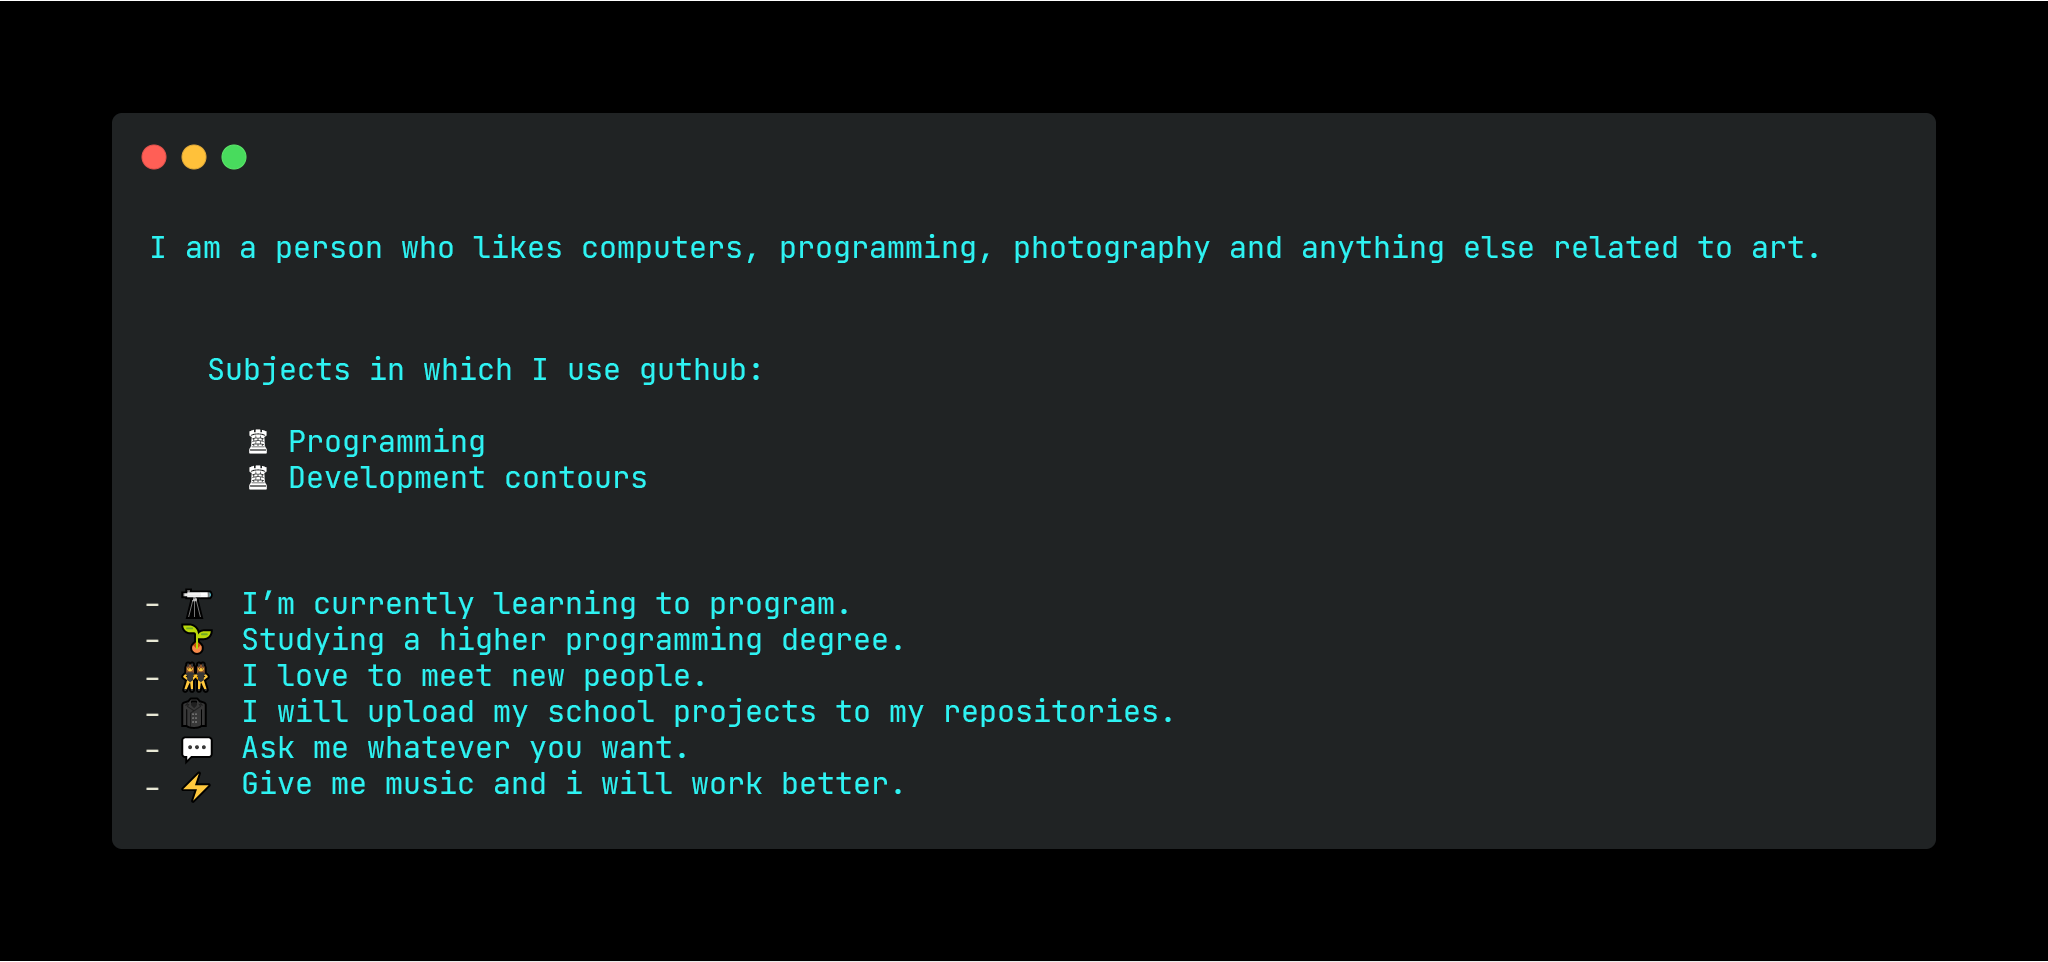 I am a person who likes computers, programming, photography and anything else related to art.
Subjects in which I use guthub:
Programming
Development contours
- I’m currently learning to program.
- Studying a higher programming degree.
- I love to meet new people.
- I will upload my school projects to my repositories.
- Ask me whatever you want.
- Give me music and i will work better.